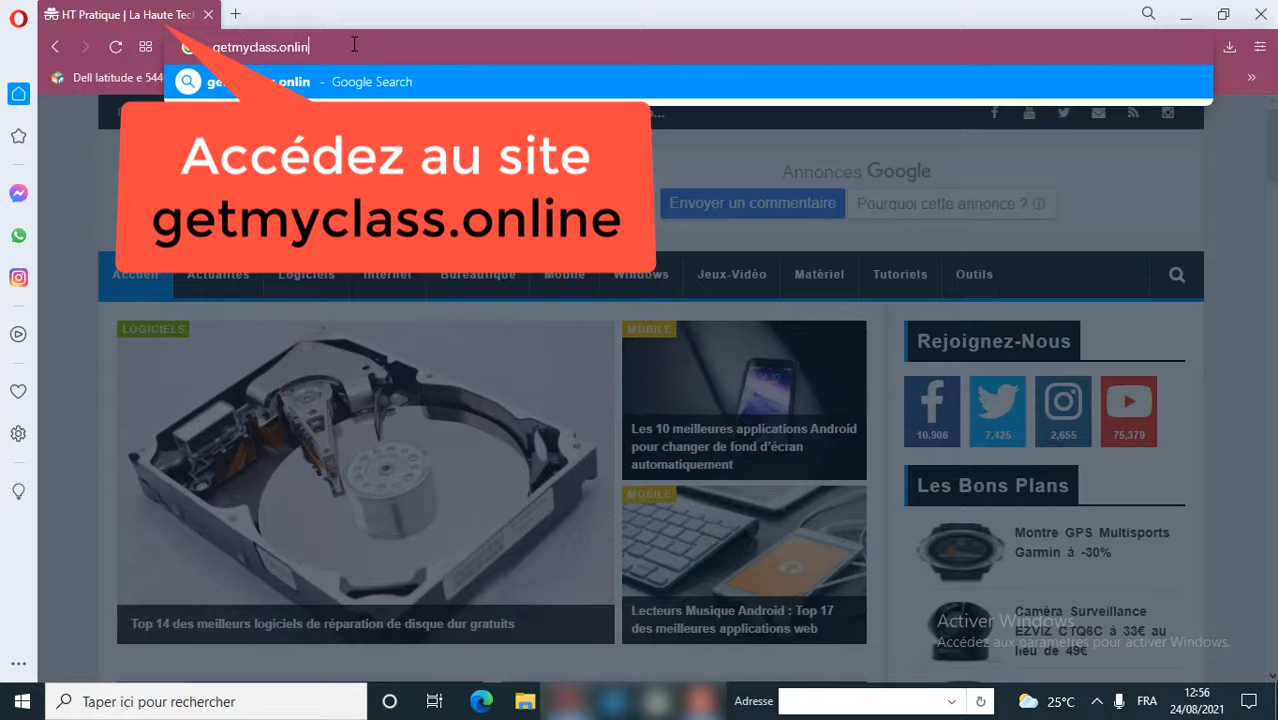 HT Pratique | La Haute Tecl
getmyclass.onlin
Dell latitude e 544
onlin - Google Search
Accédez au site
getmyclass.online
Annonces Google
Envoyer un commentaire
Pourquoi cette annonce ?
Accueil
Actualités
Logiciels
Internet
Bureautique
Mobile
Windows
Jeux-Vidéo
Matériel
Tutoriels
Outils
LOGICIELS
Top 14 des meilleurs logiciels de réparation de disque dur gratuits
MOBILE
Les 10 meilleures applications Android
pour changer de fond d'écran
automatiquement
MOBILE
Lecteurs Musique Android : Top 17
des meilleures applications web
Rejoignez-Nous
10,906
7,425
2,655
75,379
Les Bons Plans
Montre GPS Multisports
Garmin à -30%
Caméra Surveillance
EZVIZ CTQ6C à 33€ au
lieu de 49€
Activer Windows
Accédez aux paramètres pour activer Windows.
Taper ici pour rechercher
Adresse
25°C
FRA
12:56
24/08/2021